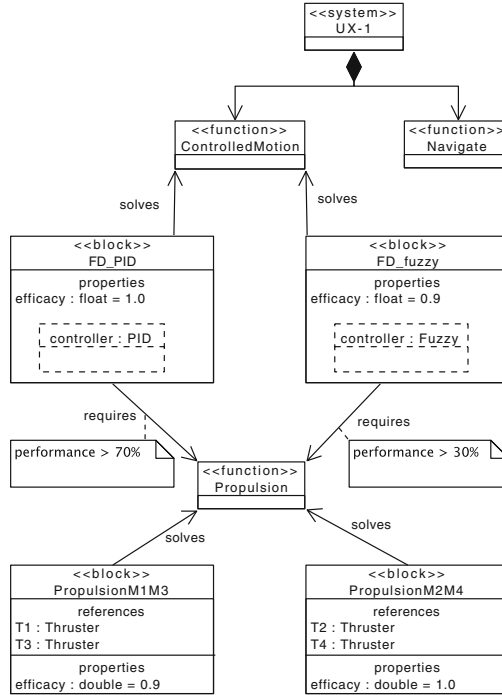 <<system>>
UX-1
<<function>>
ControlledMotion
<<function>>
Navigate
solves
solves
<<block>>
FD_PID
properties
efficacy : float = 1.0
controller : PID
<<block>>
FD_fuzzy
properties
efficacy : float = 0.9
controller : Fuzzy
requires
requires
performance > 70%
performance > 30%
<<function>>
Propulsion
solves
solves
<<block>>
PropulsionM1M3
references
T1 : Thruster
T3 : Thruster
properties
efficacy : double = 0.9
<<block>>
PropulsionM2M4
references
T2 : Thruster
T4 : Thruster
properties
efficacy : double = 1.0